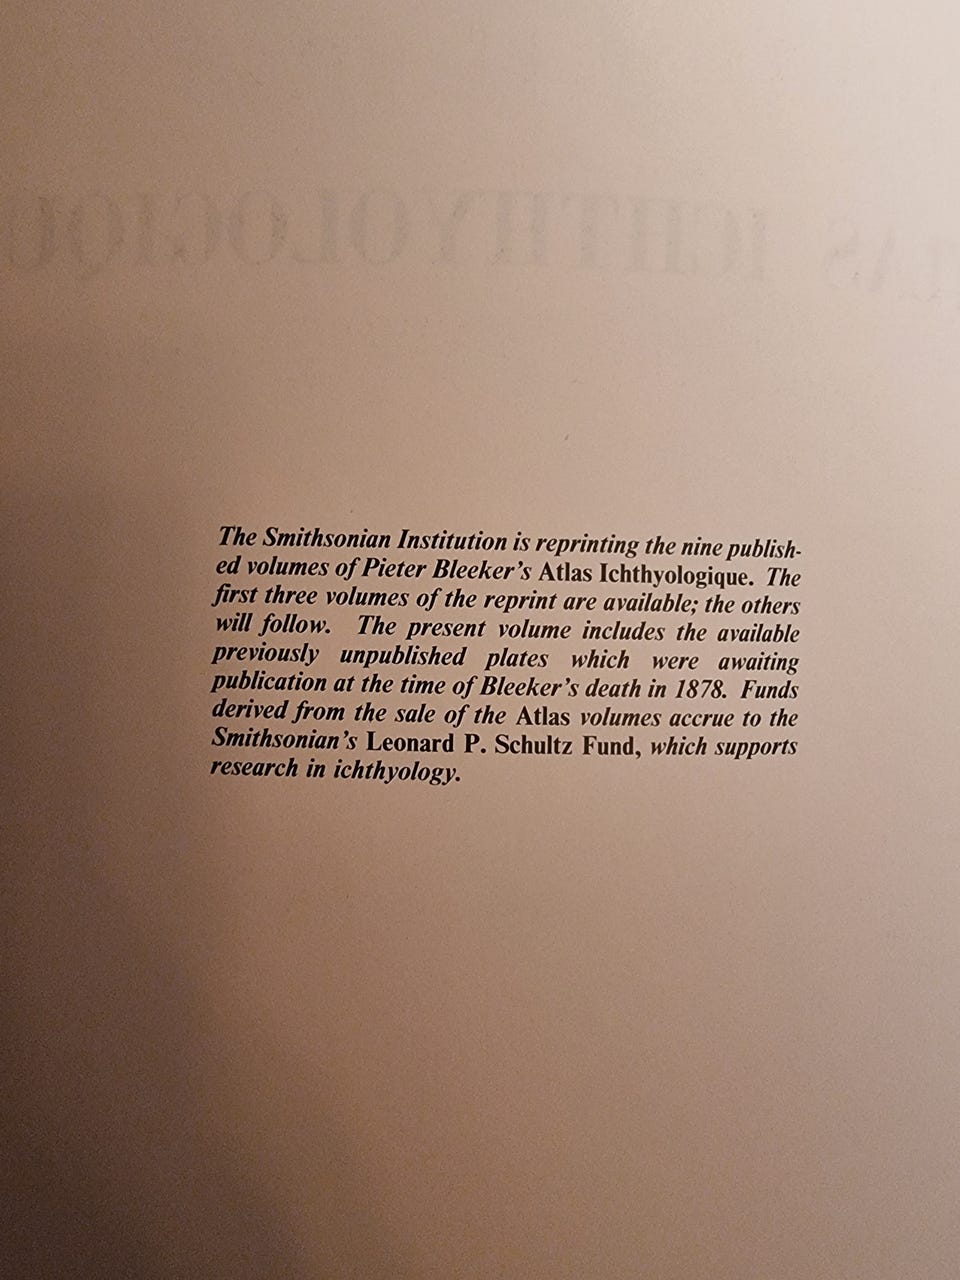 ATLAS ICHTHYOLOGIQU
The Smithsonian Institution is reprinting the nine publish-
ed volumes of Pieter Bleeker's Atlas Ichthyologique. The
first three volumes of the reprint are available; the others
will follow. The present volume includes the available
previously unpublished plates which were awaiting
publication at the time of Bleeker's death in 1878. Funds
derived from the sale of the Atlas volumes accrue to the
Smithsonian's Leonard P. Schultz Fund, which supports
research in ichthyology.